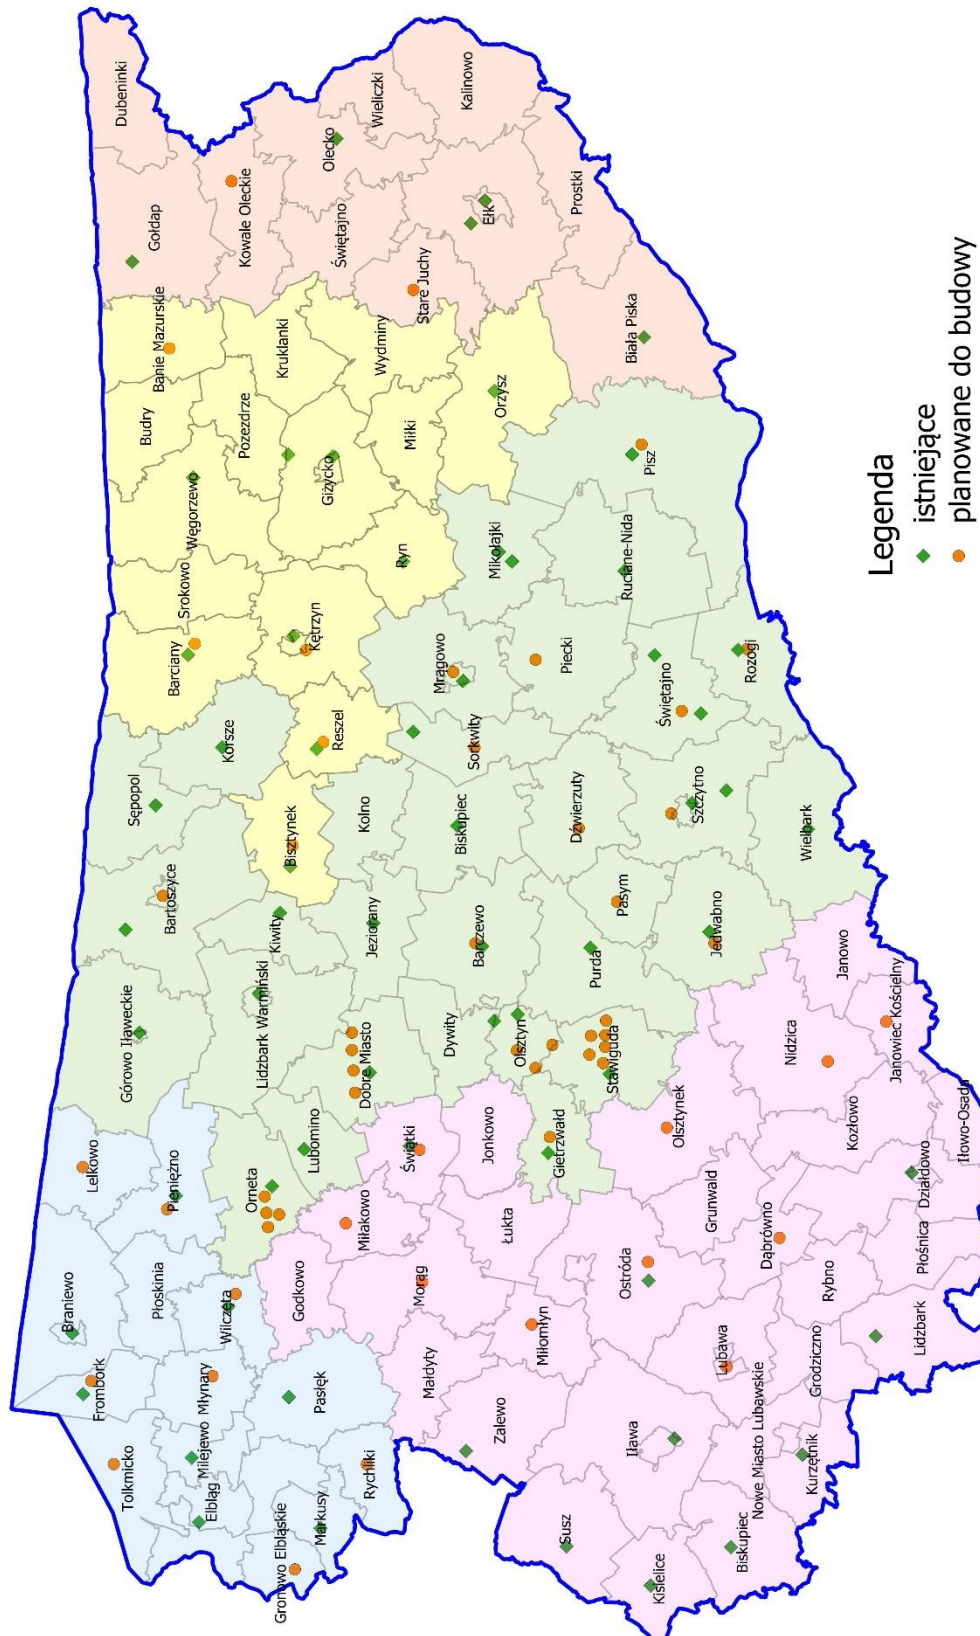 Dubeninki
Gołdap
Kowale Oleckie
Olecko
Wieliczki
Świętajno
Kalinowo
Stare Juchy
Ełk
Prostki
Biała Piska
Banie Mazurskie
Budry
Kruklanki
Pozezdrze
Wydminy
Węgorzewo
Giżycko
Miłki
Orzysz
Srokowo
Ryn
Barciany
Kętrzyn
Reszel
Bisztynek
Pisz
Mikołajki
Ruciane-Nida
Mrągowo
Piecki
Świętajno
Rozogi
Korsze
Sorkwity
Sępopol
Kolno
Biskupiec
Dźwierzuty
Szczytno
Wielbark
Bartoszyce
Kiwity
Jeziorany
Barczewo
Pasym
Purda
Jedwabno
Górowo Iławeckie
Lidzbark Warmiński
Dobre Miasto
Dywity
Olsztyn
Stawiguda
Lubomino
Orneta
Gietrzwałd
Lelkowo
Pieniężno
Braniewo
Płoskinia
Wilczęta
Frombork
Młynary
Milejewo
Pasłęk
Tolkmicko
Elbląg
Gronowo Elbląskie
Markusy
Rychliki
Świątki
Jonkowo
Olsztynek
Nidzica
Janowo
Janowiec Kościelny
Kozłowo
Iłowo-Osada
Miłakowo
Łukta
Grunwald
Dąbrówno
Działdowo
Płośnica
Godkowo
Morąg
Ostróda
Rybno
Lidzbark
Małdyty
Miłomłyn
Lubawa
Grodziczno
Zalewo
Iława
Nowe Miasto Lubawskie
Kurzętnik
Susz
Kisielice
Biskupiec
Legenda
istniejące
planowane do budowy